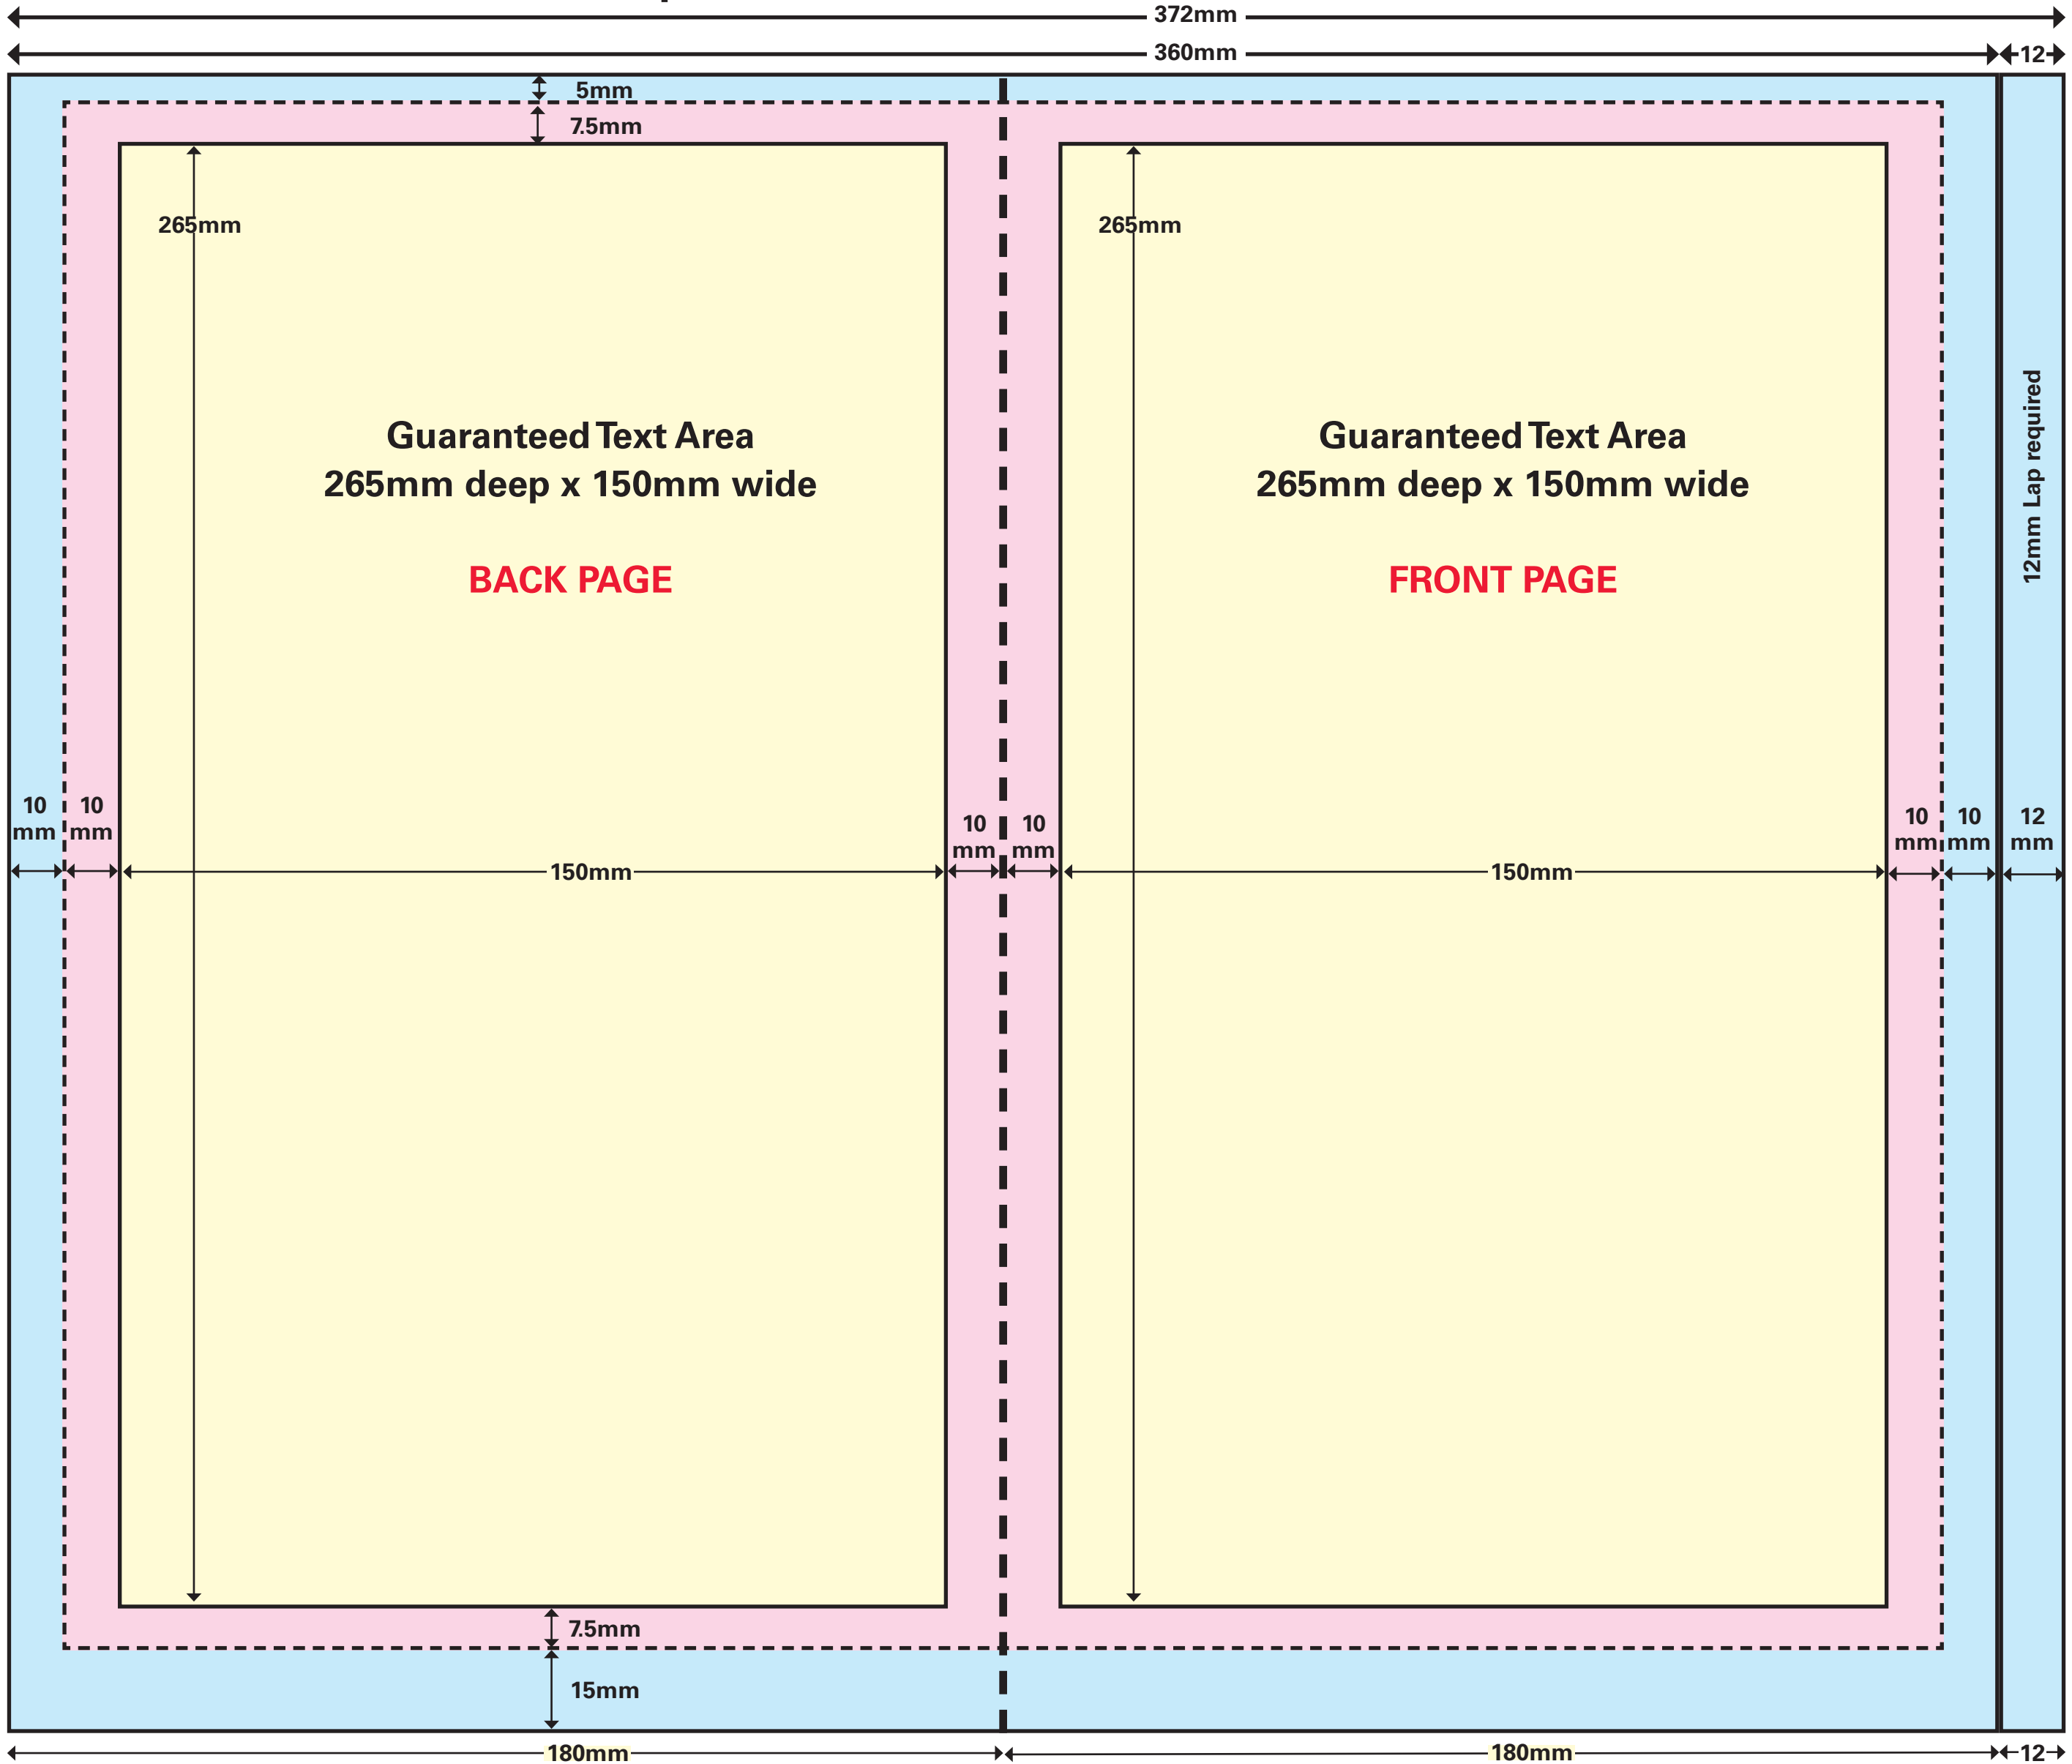 372mm
360mm
12
5mm
7.5mm
265mm
265mm
Guaranteed Text Area
265mm deep x 150mm wide
BACK PAGE
Guaranteed Text Area
265mm deep x 150mm wide
FRONT PAGE
12mm Lap required
10
mm
10
mm
150mm
10
mm
10
mm
150mm
10
mm
10
mm
12
mm
7.5mm
15mm
180mm
180mm
12